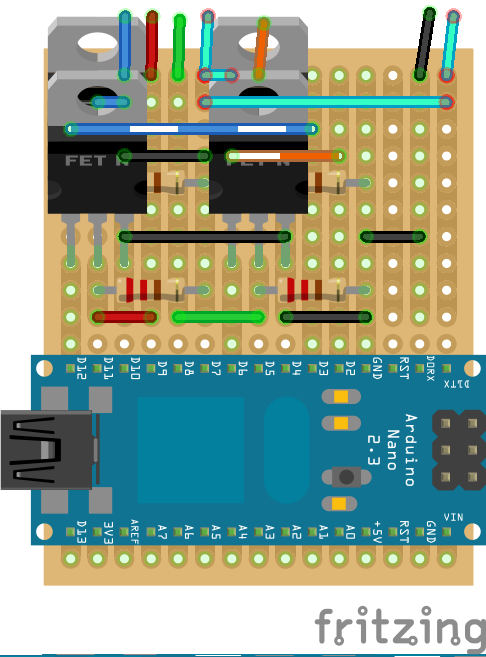 FET N
FET N
D12 D11 D10 D9 D8 D7 D6 D5 D4 D3 D2 GND RST D0RX D1TX
Arduino
Nano
2.3
D13 3V3 AREF A7 A6 A5 A4 A3 A2 A1 A0 +5V RST GND VIN
fritzing